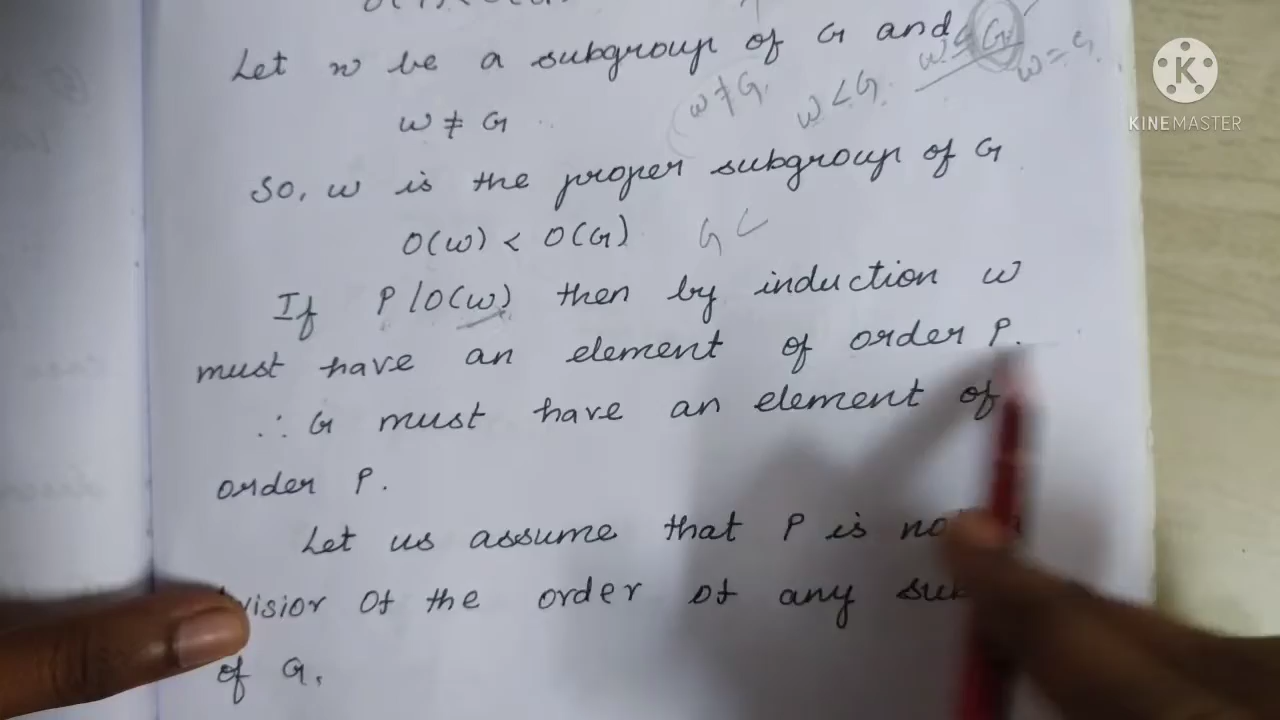 Let w be a subgroup of G and
w ≤ G
w = G
w ≠ G
(w ≠ G.
w < G.
So, w is the proper subgroup of G
O(w) < O(G)
G <
If P/O(w) then by induction w
must have an element of order P.
∴ G must have an element of
order P.
Let us assume that P is
visior of the order of any
of G.
KINEMASTER